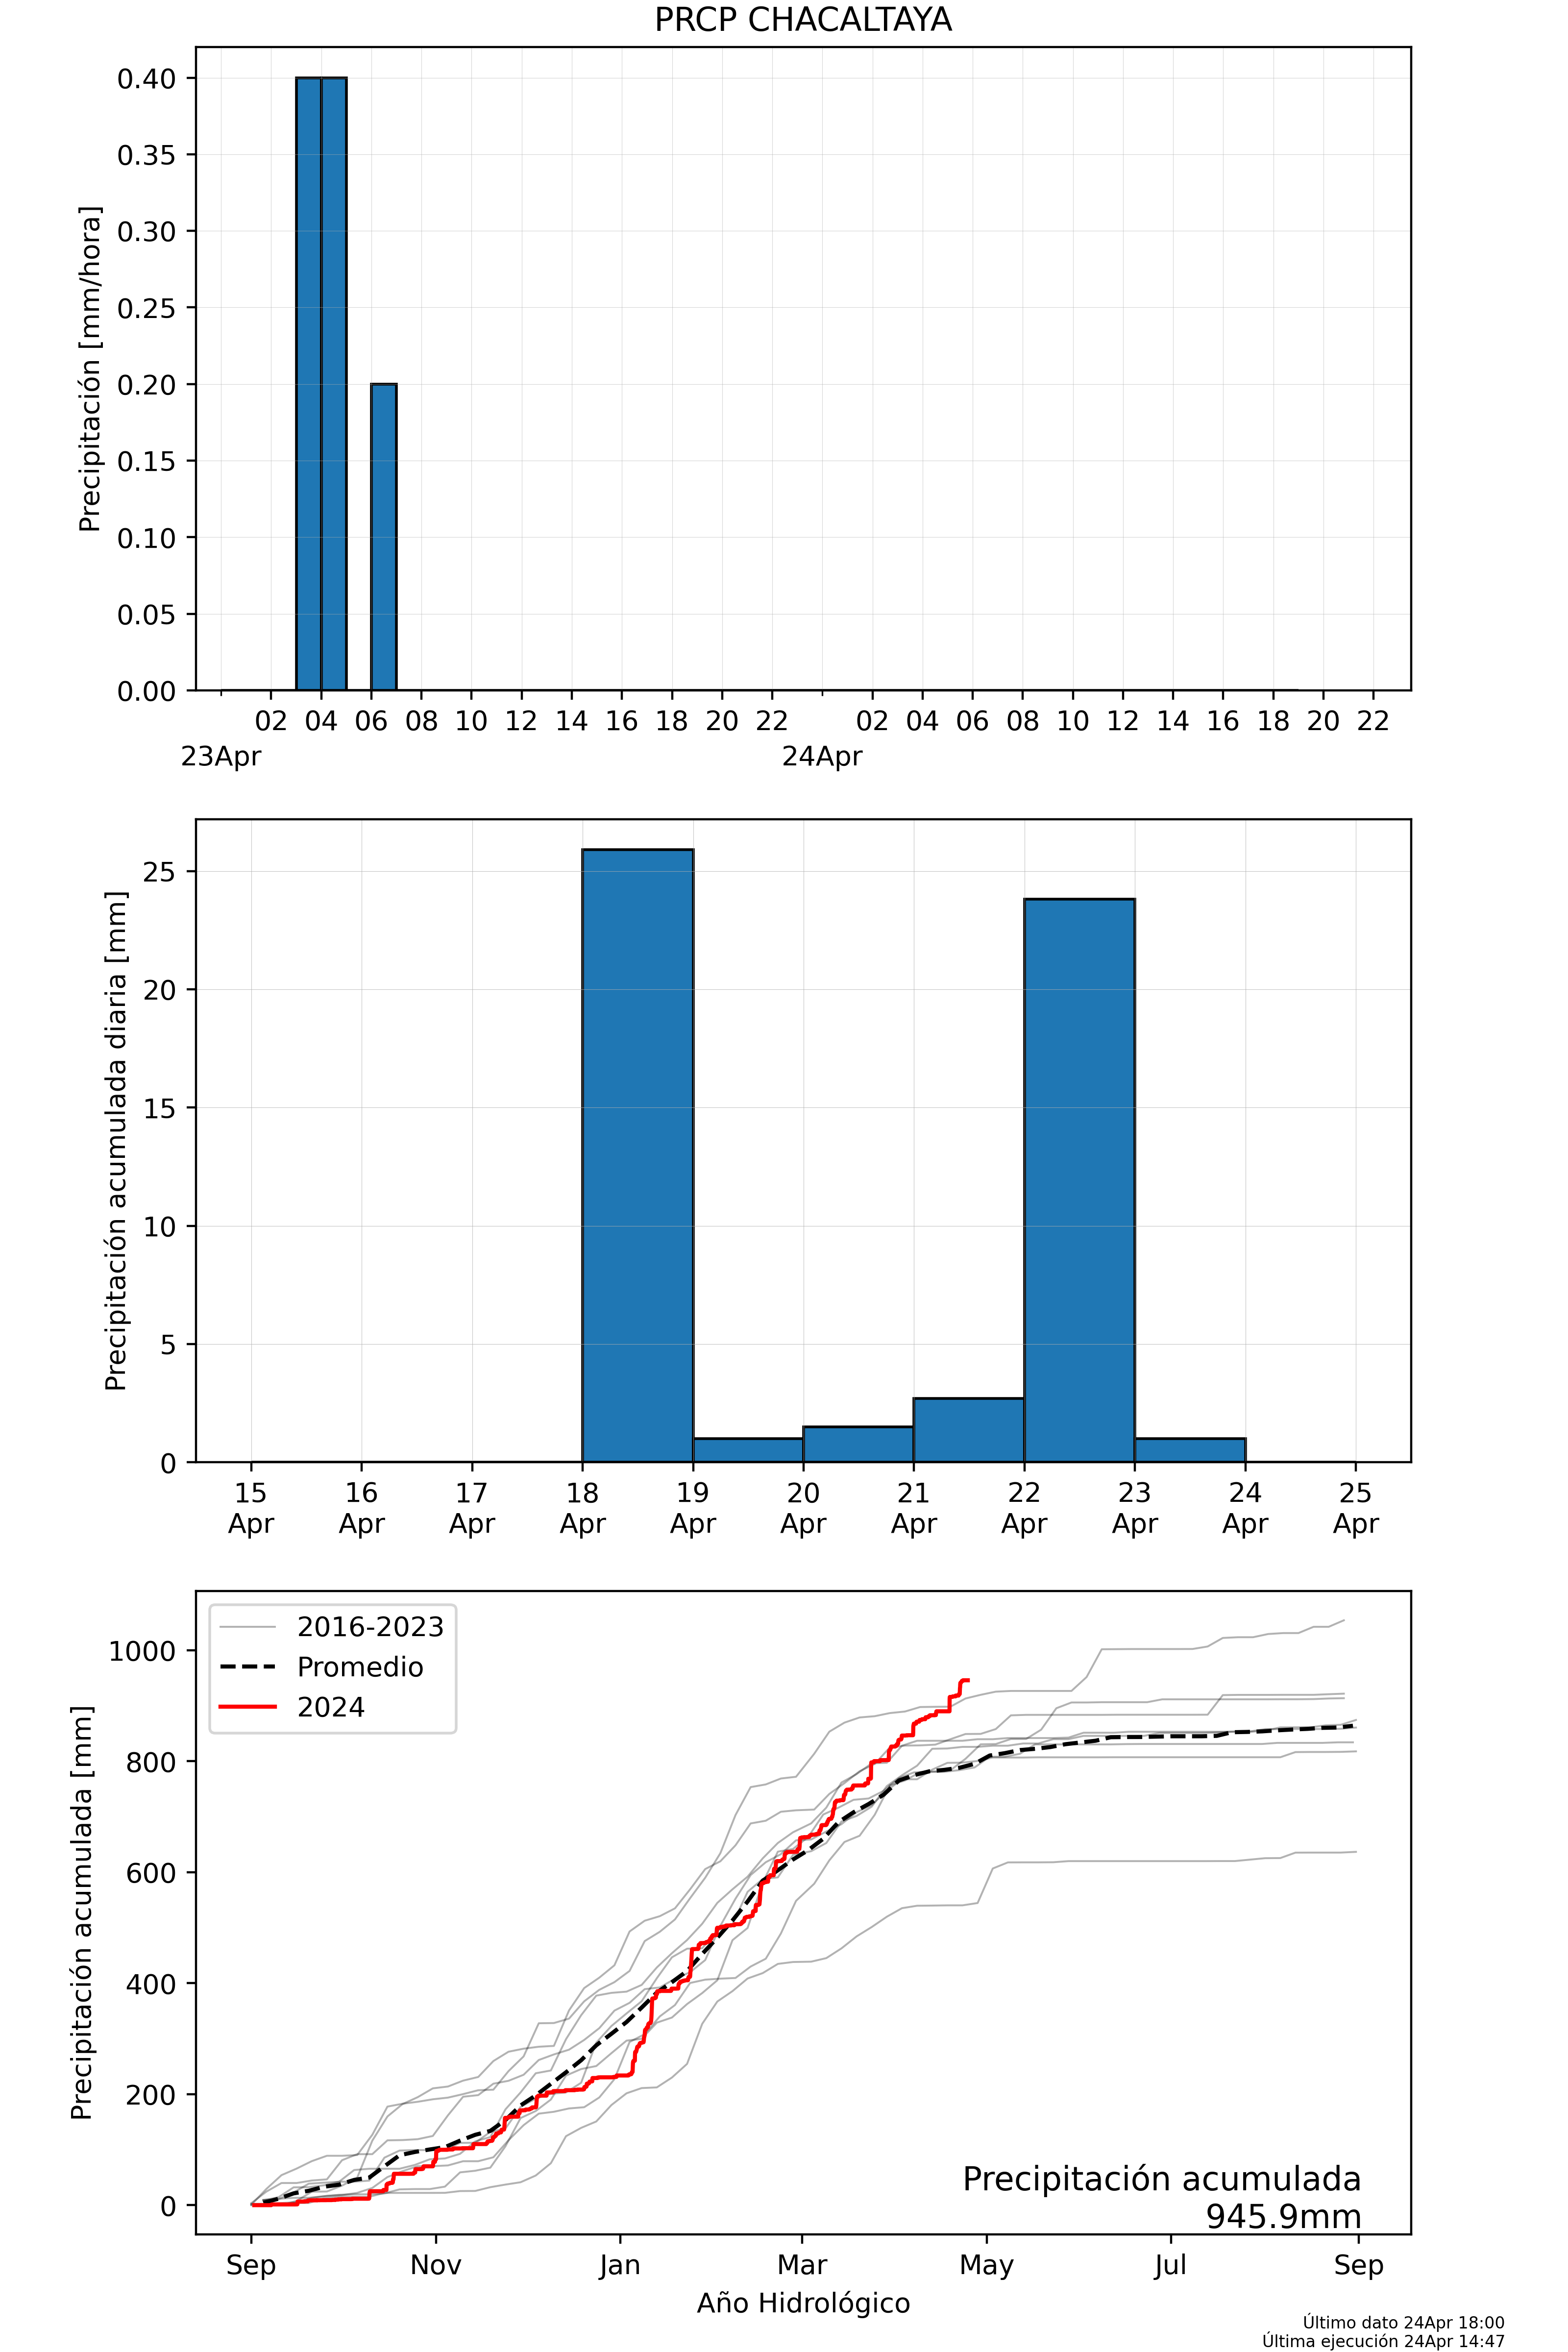 PRCP CHACALTAYA
Precipitación [mm/hora]
0.40
0.35
0.30
0.25
0.20
0.15
0.10
0.05
0.00
02 04 06 08 10 12 14 16 18 20 22 02 04 06 08 10 12 14 16 18 20 22
23Apr 24Apr
Precipitación acumulada diaria [mm]
25
20
15
10
5
0
15 16 17 18 19 20 21 22 23 24 25
Apr Apr Apr Apr Apr Apr Apr Apr Apr Apr Apr
Precipitación acumulada [mm]
1000
800
600
400
200
0
2016-2023
Promedio
2024
Precipitación acumulada
945.9mm
Sep Nov Jan Mar May Jul Sep
Año Hidrológico
Último dato 24Apr 18:00
Última ejecución 24Apr 14:47